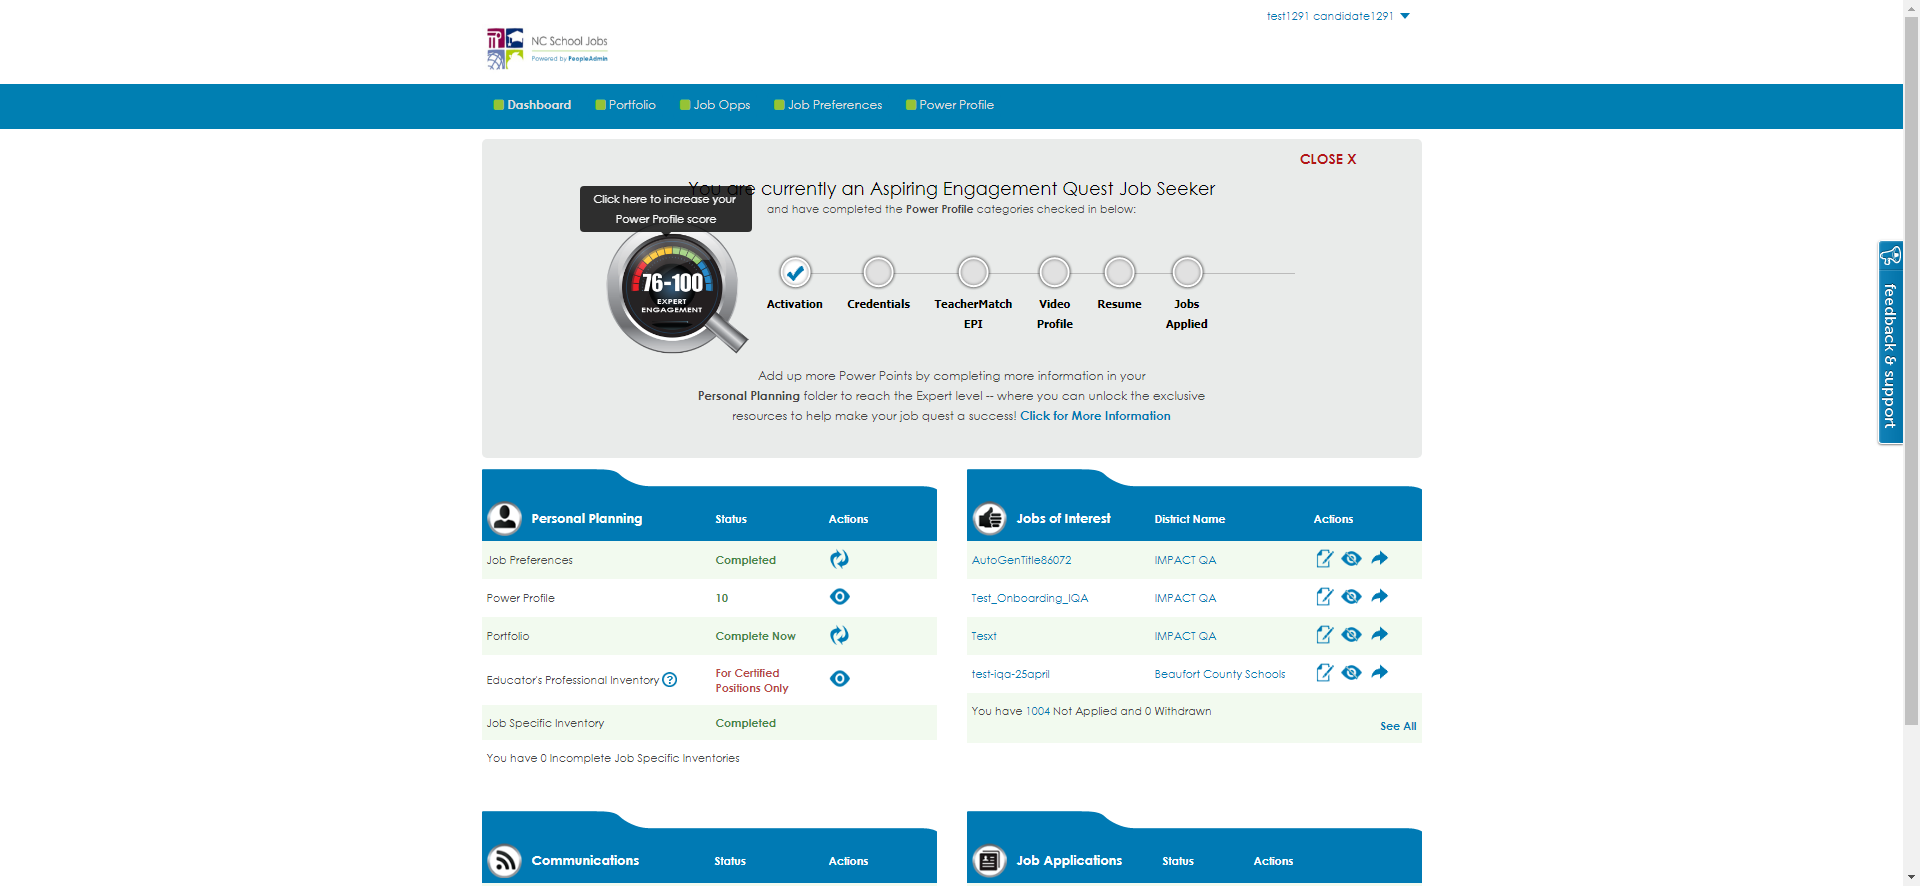 test1291 candidate1291
NC School Jobs
Powered by PeopleAdmin
Dashboard
Portfolio
Job Opps
Job Preferences
Power Profile
CLOSE X
You are currently an Aspiring Engagement Quest Job Seeker
Click here to increase your
Power Profile score
and have completed the Power Profile categories checked in below:
76-100
EXPERT
ENGAGEMENT
Activation
Credentials
TeacherMatch
EPI
Video
Profile
Resume
Jobs
Applied
Add up more Power Points by completing more information in your
Personal Planning folder to reach the Expert level -- where you can unlock the exclusive
resources to help make your job quest a success! Click for More Information
feedback & support
Personal Planning Status Actions
Job Preferences Completed
Power Profile 10
Portfolio Complete Now
Educator's Professional Inventory ? For Certified
Positions Only
Job Specific Inventory Completed
You have 0 Incomplete Job Specific Inventories
Jobs of Interest District Name Actions
AutoGenTitle86072 IMPACT QA
Test_Onboarding_IQA IMPACT QA
Tesxt IMPACT QA
test-iqa-25april Beaufort County Schools
You have 1004 Not Applied and 0 Withdrawn
See All
Communications Status Actions
Job Applications Status Actions